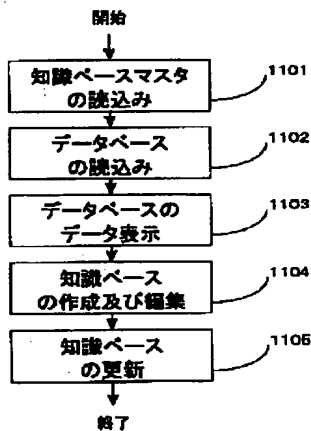 開始
知識ベースマスタ
の読込み
1101
データベース
の読込み
1102
データベースの
データ表示
1103
知識ベース
の作成及び編集
1104
知識ベース
の更新
1105
終了